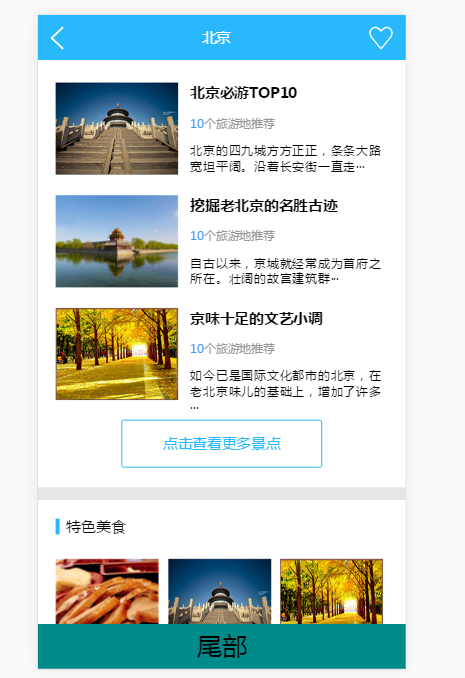 北京
北京必游TOP10
10个旅游地推荐
北京的四九城方方正正，条条大路
宽坦平阔。沿着长安街一直走...
挖掘老北京的名胜古迹
10个旅游地推荐
自古以来，京城就经常成为首府之
所在。壮阔的故宫建筑群...
京味十足的文艺小调
10个旅游地推荐
如今已是国际文化都市的北京，在
老北京味儿的基础上，增加了许多
...
点击查看更多景点
特色美食
尾部